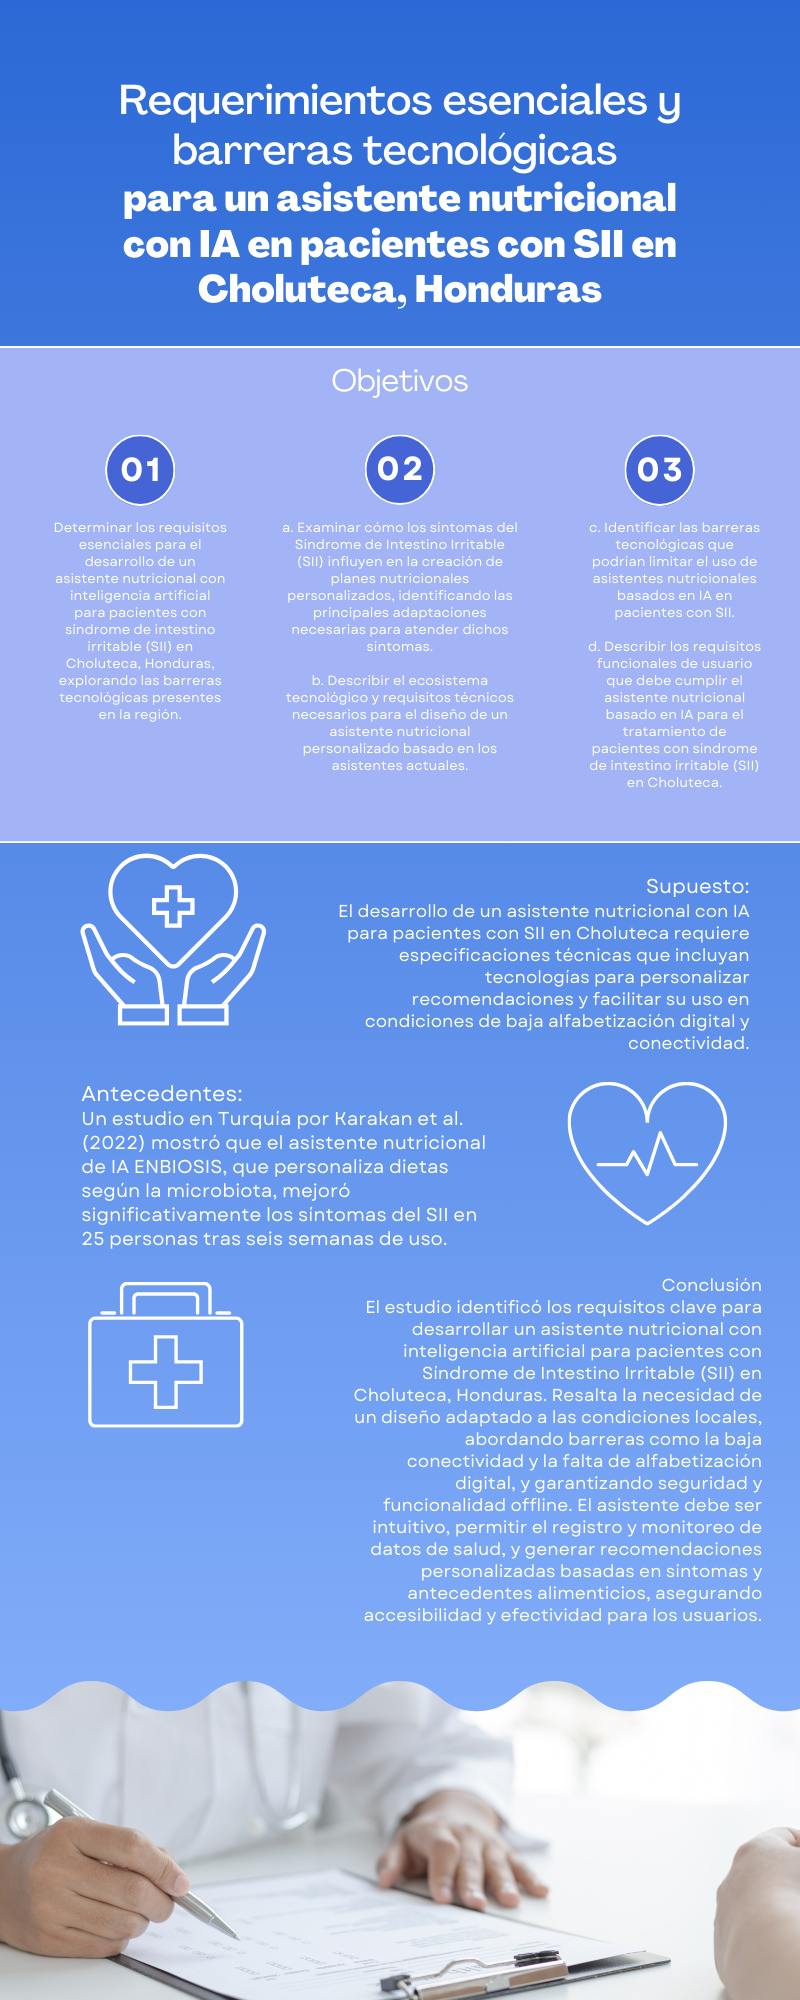 Requerimientos esenciales y
barreras tecnológicas
para un asistente nutricional
con IA en pacientes con SII en
Choluteca, Honduras
Objetivos
01
Determinar los requisitos
esenciales para el
desarrollo de un
asistente nutricional con
inteligencia artificial
para pacientes con
síndrome de intestino
irritable (SII) en
Choluteca, Honduras,
explorando las barreras
tecnológicas presentes
en la región.
02
a. Examinar cómo los síntomas del
Síndrome de Intestino Irritable
(SII) influyen en la creación de
planes nutricionales
personalizados, identificando las
principales adaptaciones
necesarias para atender dichos
síntomas.
b. Describir el ecosistema
tecnológico y requisitos técnicos
necesarios para el diseño de un
asistente nutricional
personalizado basado en los
asistentes actuales.
03
c. Identificar las barreras
tecnológicas que
podrían limitar el uso de
asistentes nutricionales
basados en IA en
pacientes con SII.
d. Describir los requisitos
funcionales de usuario
que debe cumplir el
asistente nutricional
basado en IA para el
tratamiento de
pacientes con síndrome
de intestino irritable (SII)
en Choluteca.
Supuesto:
El desarrollo de un asistente nutricional con IA
para pacientes con SII en Choluteca requiere
especificaciones técnicas que incluyan
tecnologías para personalizar
recomendaciones y facilitar su uso en
condiciones de baja alfabetización digital y
conectividad.
Antecedentes:
Un estudio en Turquía por Karakan et al.
(2022) mostró que el asistente nutricional
de IA ENBIOSIS, que personaliza dietas
según la microbiota, mejoró
significativamente los síntomas del SII en
25 personas tras seis semanas de uso.
Conclusión
El estudio identificó los requisitos clave para
desarrollar un asistente nutricional con
inteligencia artificial para pacientes con
Síndrome de Intestino Irritable (SII) en
Choluteca, Honduras. Resalta la necesidad de
un diseño adaptado a las condiciones locales,
abordando barreras como la baja
conectividad y la falta de alfabetización
digital, y garantizando seguridad y
funcionalidad offline. El asistente debe ser
intuitivo, permitir el registro y monitoreo de
datos de salud, y generar recomendaciones
personalizadas basadas en síntomas y
antecedentes alimenticios, asegurando
accesibilidad y efectividad para los usuarios.